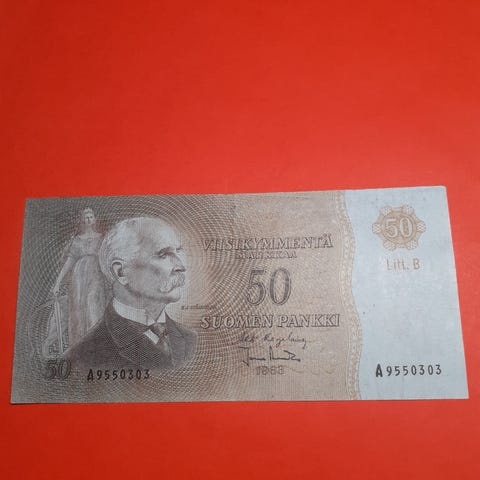 VIISIKYMMENTÄ
MARKKAA
50
SUOMEN PANKKI
1963
50
A9550303
50
Litt. B
A9550303